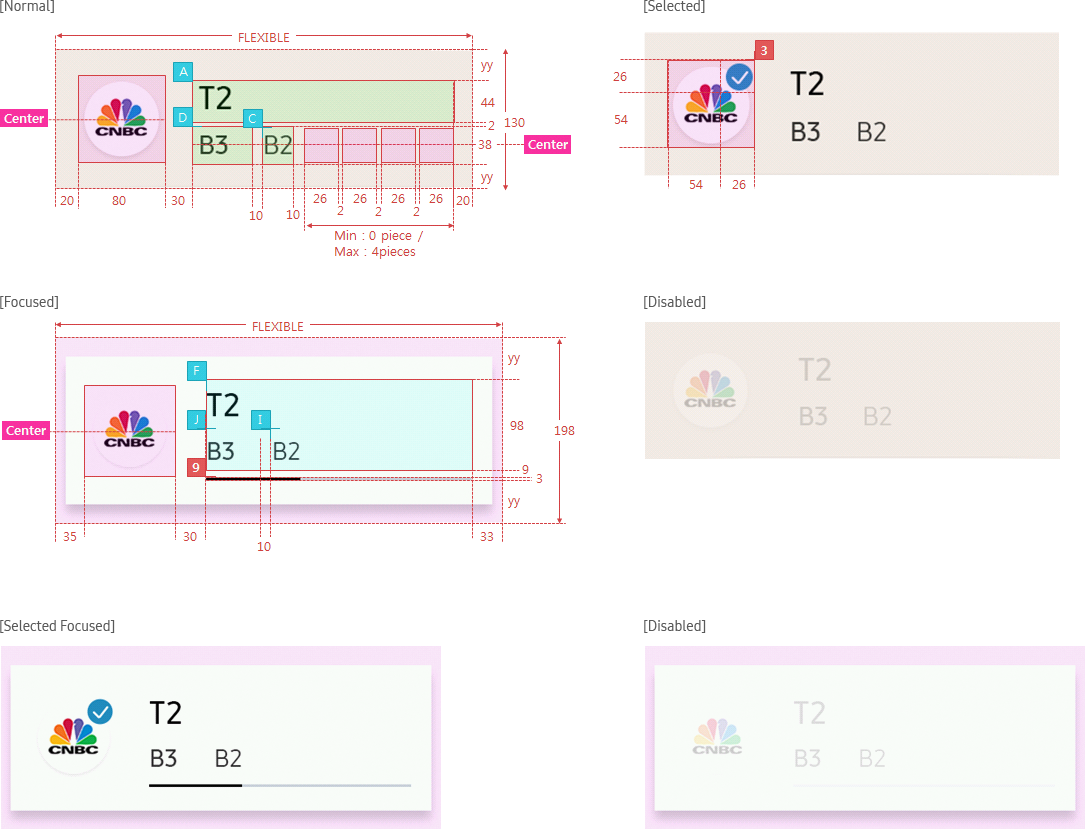 [Normal]
FLEXIBLE
A
yy
T2
44
CNBC
Center
D
C
2
130
B3
B2
38
Center
yy
20
80
30
10
10
26
2
26
2
26
2
26
20
Min : 0 piece /
Max : 4pieces
[Selected]
3
26
T2
CNBC
54
B3
B2
54
26
[Focused]
FLEXIBLE
yy
F
T2
J
I
98
198
Center
CNBC
B3
B2
9
9
3
yy
35
30
10
33
[Disabled]
T2
CNBC
B3
B2
[Selected Focused]
T2
CNBC
B3
B2
[Disabled]
T2
CNBC
B3
B2